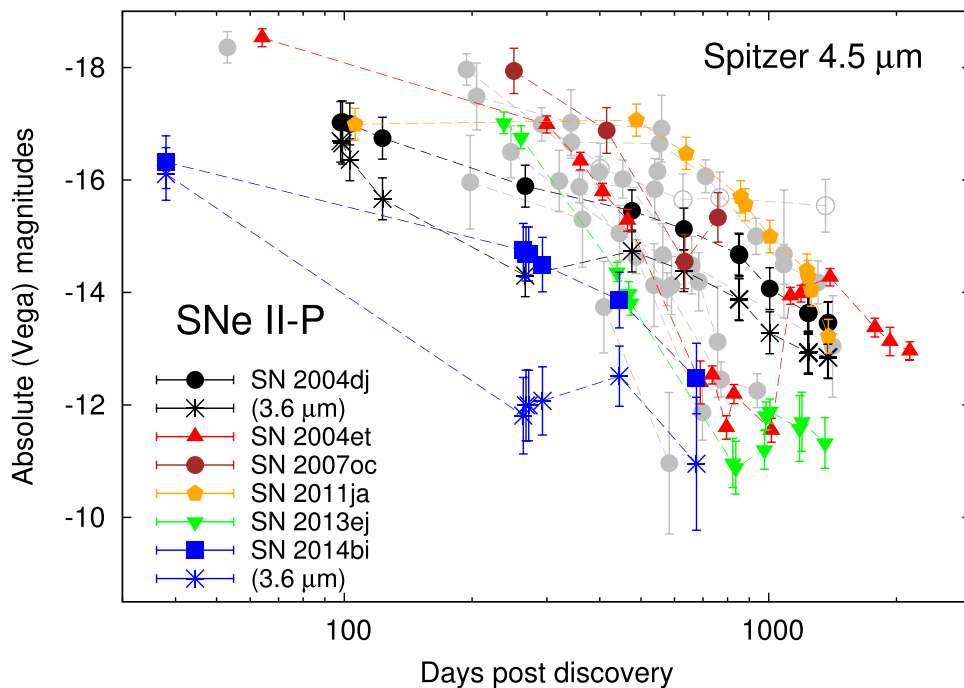 Spitzer 4.5 μm
-18
-16
-14
-12
-10
Absolute (Vega) magnitudes
SNe II-P
SN 2004dj
(3.6 μm)
SN 2004et
SN 2007oc
SN 2011ja
SN 2013ej
SN 2014bi
(3.6 μm)
100
1000
Days post discovery